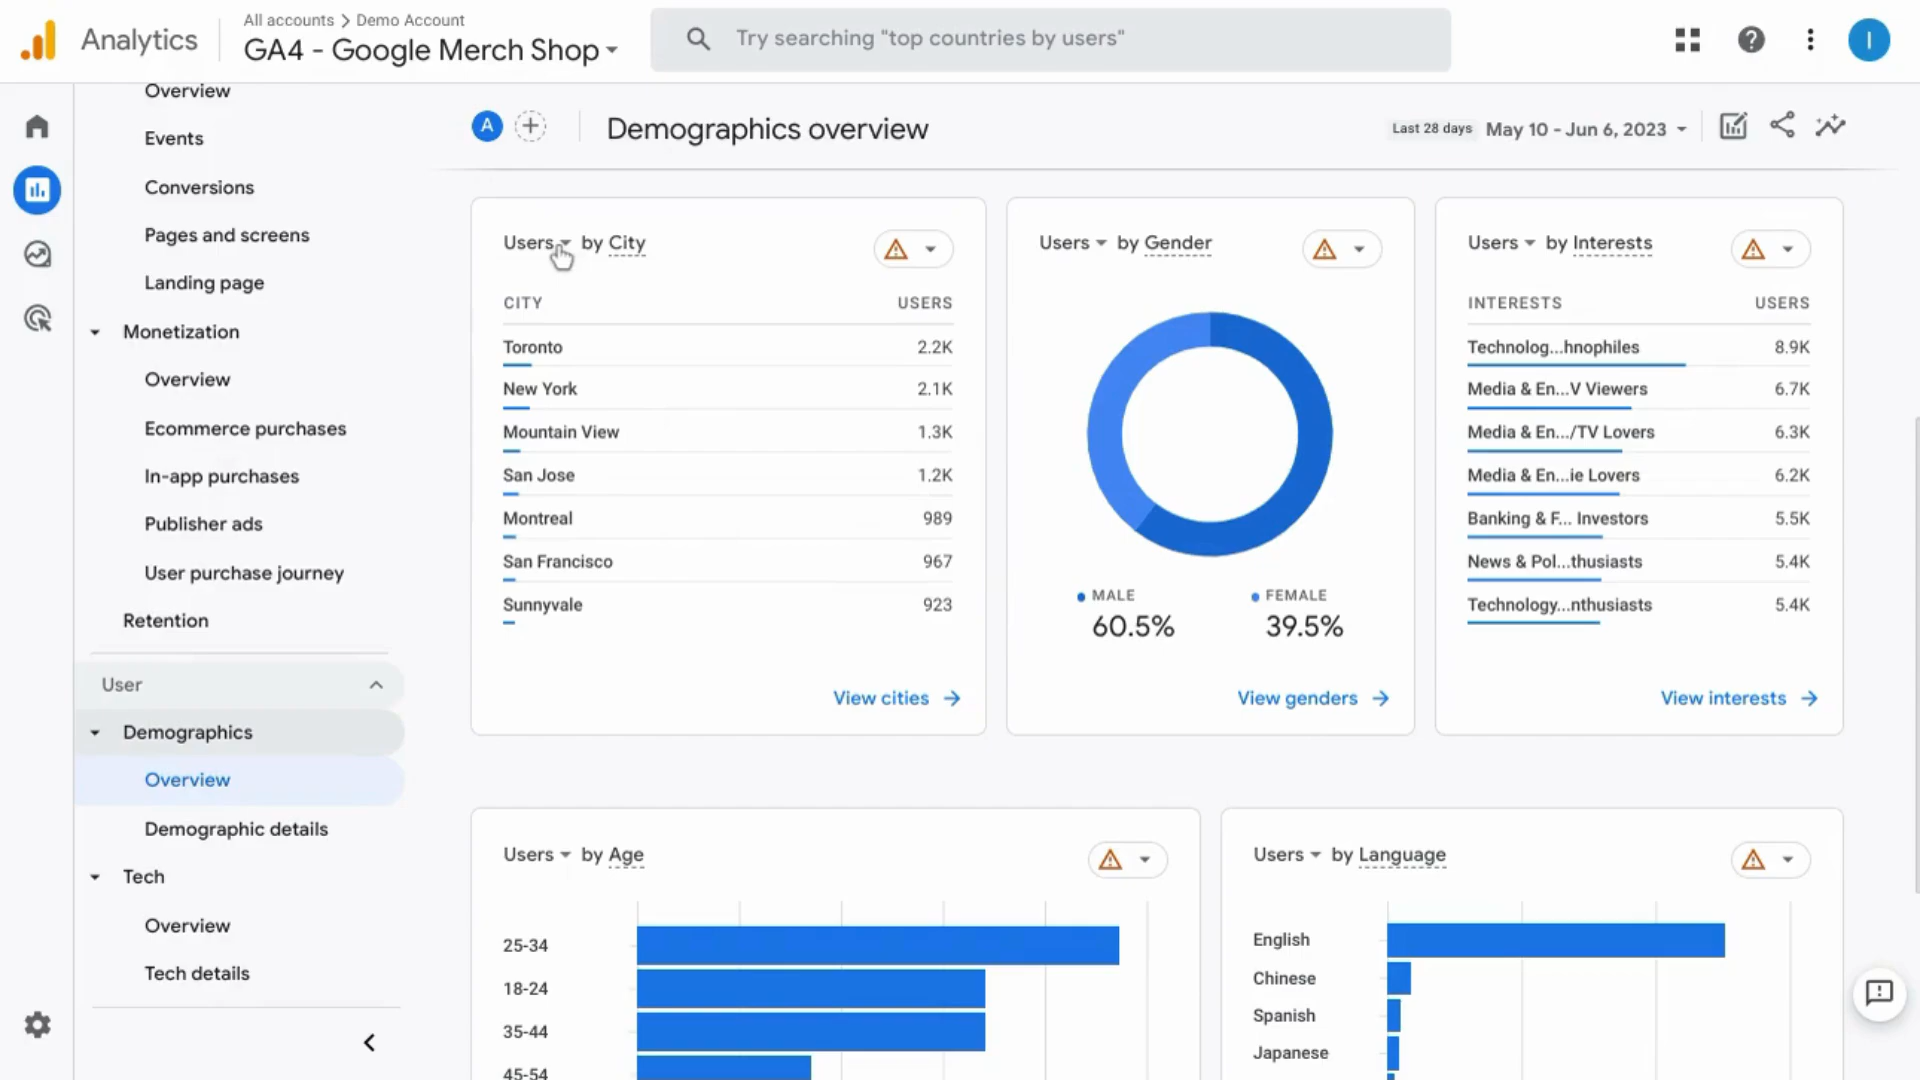 Analytics
All accounts > Demo Account
GA4 - Google Merch Shop
Try searching "top countries by users"
I
Overview
Events
Conversions
Pages and screens
Landing page
Monetization
Overview
Ecommerce purchases
In-app purchases
Publisher ads
User purchase journey
Retention
User
Demographics
Overview
Demographic details
Tech
Overview
Tech details
A
Demographics overview
Last 28 days May 10 - Jun 6, 2023
Users by City
CITY USERS
Toronto 2.2K
New York 2.1K
Mountain View 1.3K
San Jose 1.2K
Montreal 989
San Francisco 967
Sunnyvale 923
View cities
Users by Gender
MALE FEMALE
60.5% 39.5%
View genders
Users by Interests
INTERESTS USERS
Technolog...hnophiles 8.9K
Media & En...V Viewers 6.7K
Media & En.../TV Lovers 6.3K
Media & En...ie Lovers 6.2K
Banking & F... Investors 5.5K
News & Pol...thusiasts 5.4K
Technology...nthusiasts 5.4K
View interests
Users by Age
25-34
18-24
35-44
45-54
Users by Language
English
Chinese
Spanish
Japanese